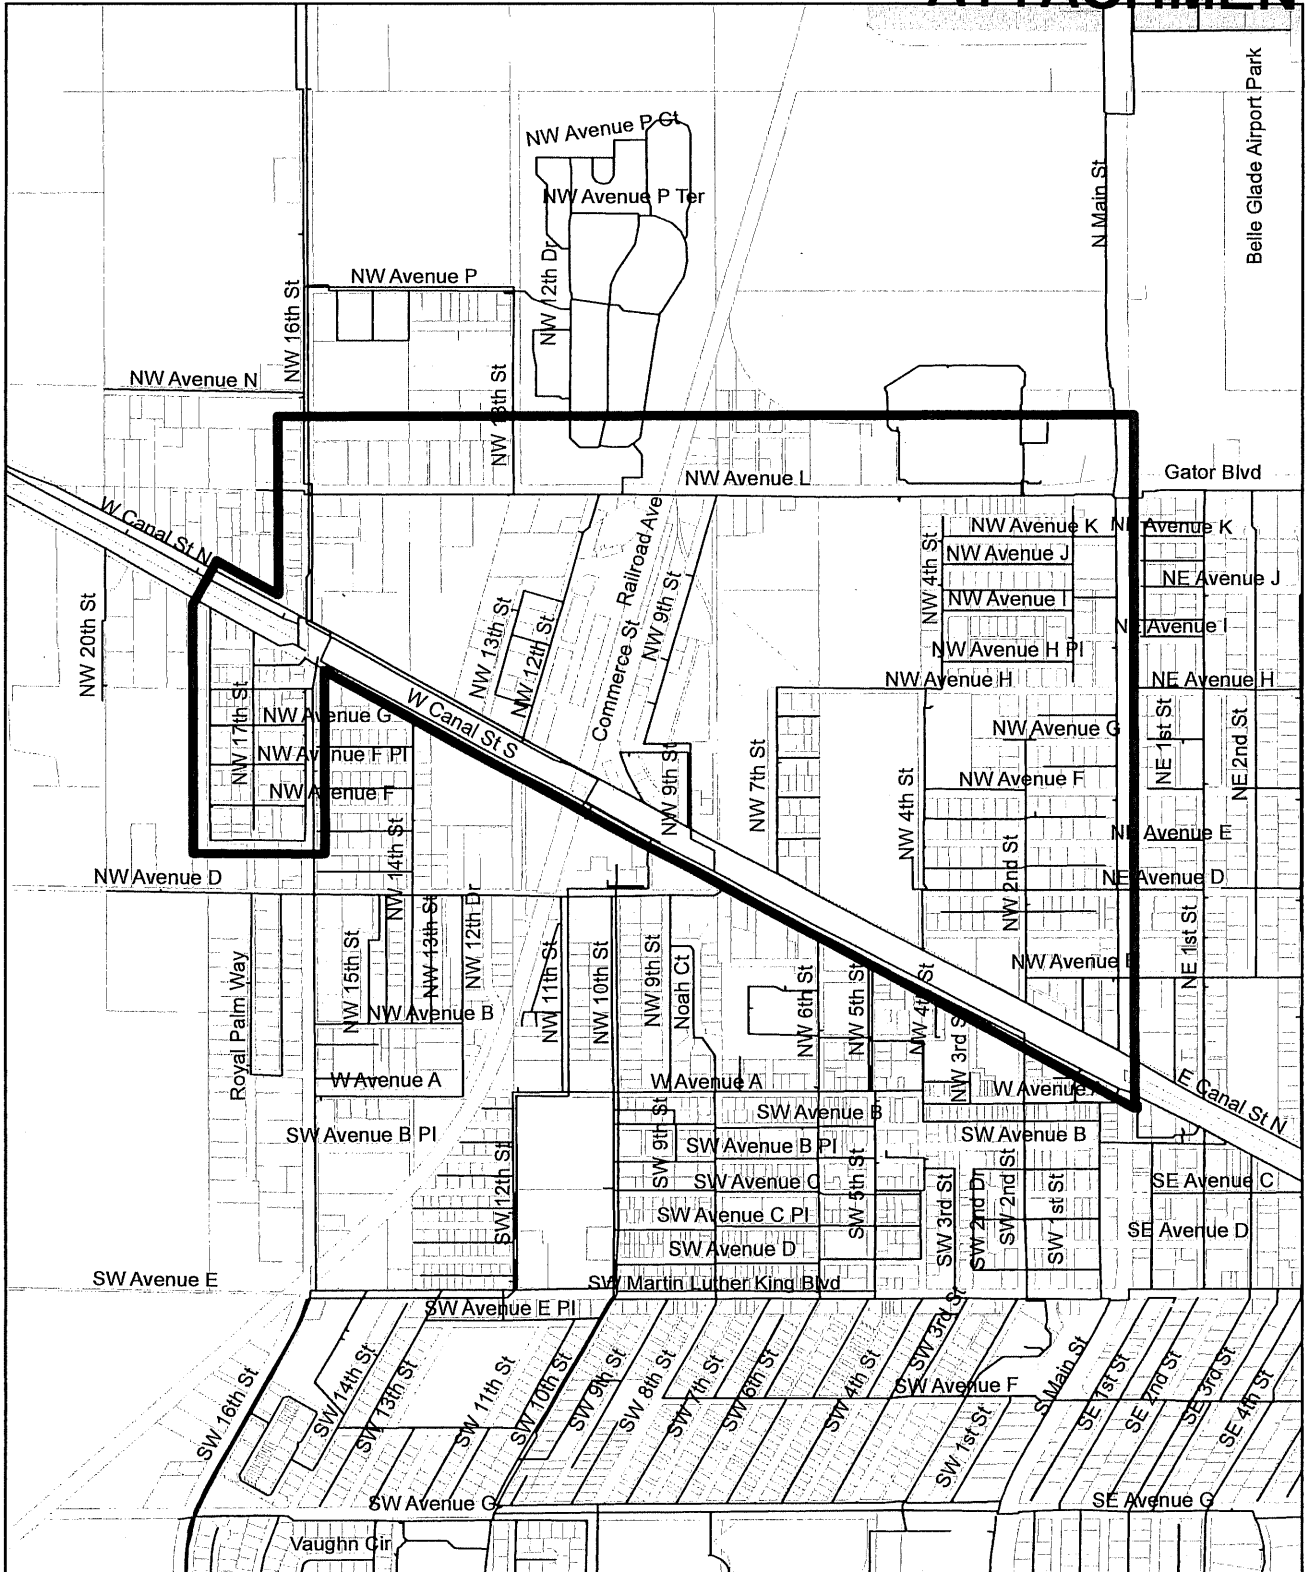 ATTACHMEN
Belle Glade Airport Park
NW Avenue P Ct
NW Avenue P Ter
N Main St
NW Avenue P
NW 12th Dr
NW 16th St
NW Avenue N
NW 13th St
NW Avenue L
Gator Blvd
W Canal St N
NW Avenue K
NE Avenue K
NW Avenue J
NE Avenue J
NW 4th St
NW Avenue I
NE Avenue I
Railroad Ave
NW 9th St
NW 20th St
NW 13th St
NW 12th St
Commerce St
NW Avenue H Pl
NW Avenue H
NE Avenue H
NW 17th St
NW Avenue G
W Canal St S
NW Avenue G
NE 1st St
NE 2nd St
NW Avenue F Pl
NW Avenue F
NW 9th St
NW 7th St
NW Avenue F
NW 4th St
NE Avenue E
NW 14th St
NW 2nd St
NW Avenue D
NE Avenue D
NW 13th St
NW 12th Dr
NW 15th St
NW 11th St
NW 10th St
NW 9th St
Noah Ct
NW 6th St
NW 5th St
NW 4th St
NW Avenue
NE 1st St
Royal Palm Way
NW Avenue B
NW 3rd St
W Avenue A
W Avenue A
W Avenue A
E Canal St N
SW Avenue B Pl
SW 9th St
SW Avenue B
SW Avenue B
SW Avenue B Pl
SW 12th St
SW Avenue C
SW 5th St
SW 3rd St
SW 2nd Dr
SW 2nd St
SW 1st St
SE Avenue C
SW Avenue C Pl
SE Avenue D
SW Avenue D
SW Avenue E
SW Martin Luther King Blvd
SW Avenue E Pl
SW 3rd St
SW 16th St
SW 14th St
SW 13th St
SW 11th St
SW 10th St
SW 9th St
SW 8th St
SW 7th St
SW 6th St
SW 4th St
SW Avenue F
S Main St
SE 1st St
SE 2nd St
SE 3rd St
SE 4th St
SW 1st St
SW Avenue G
SE Avenue G
Vaughn Cir